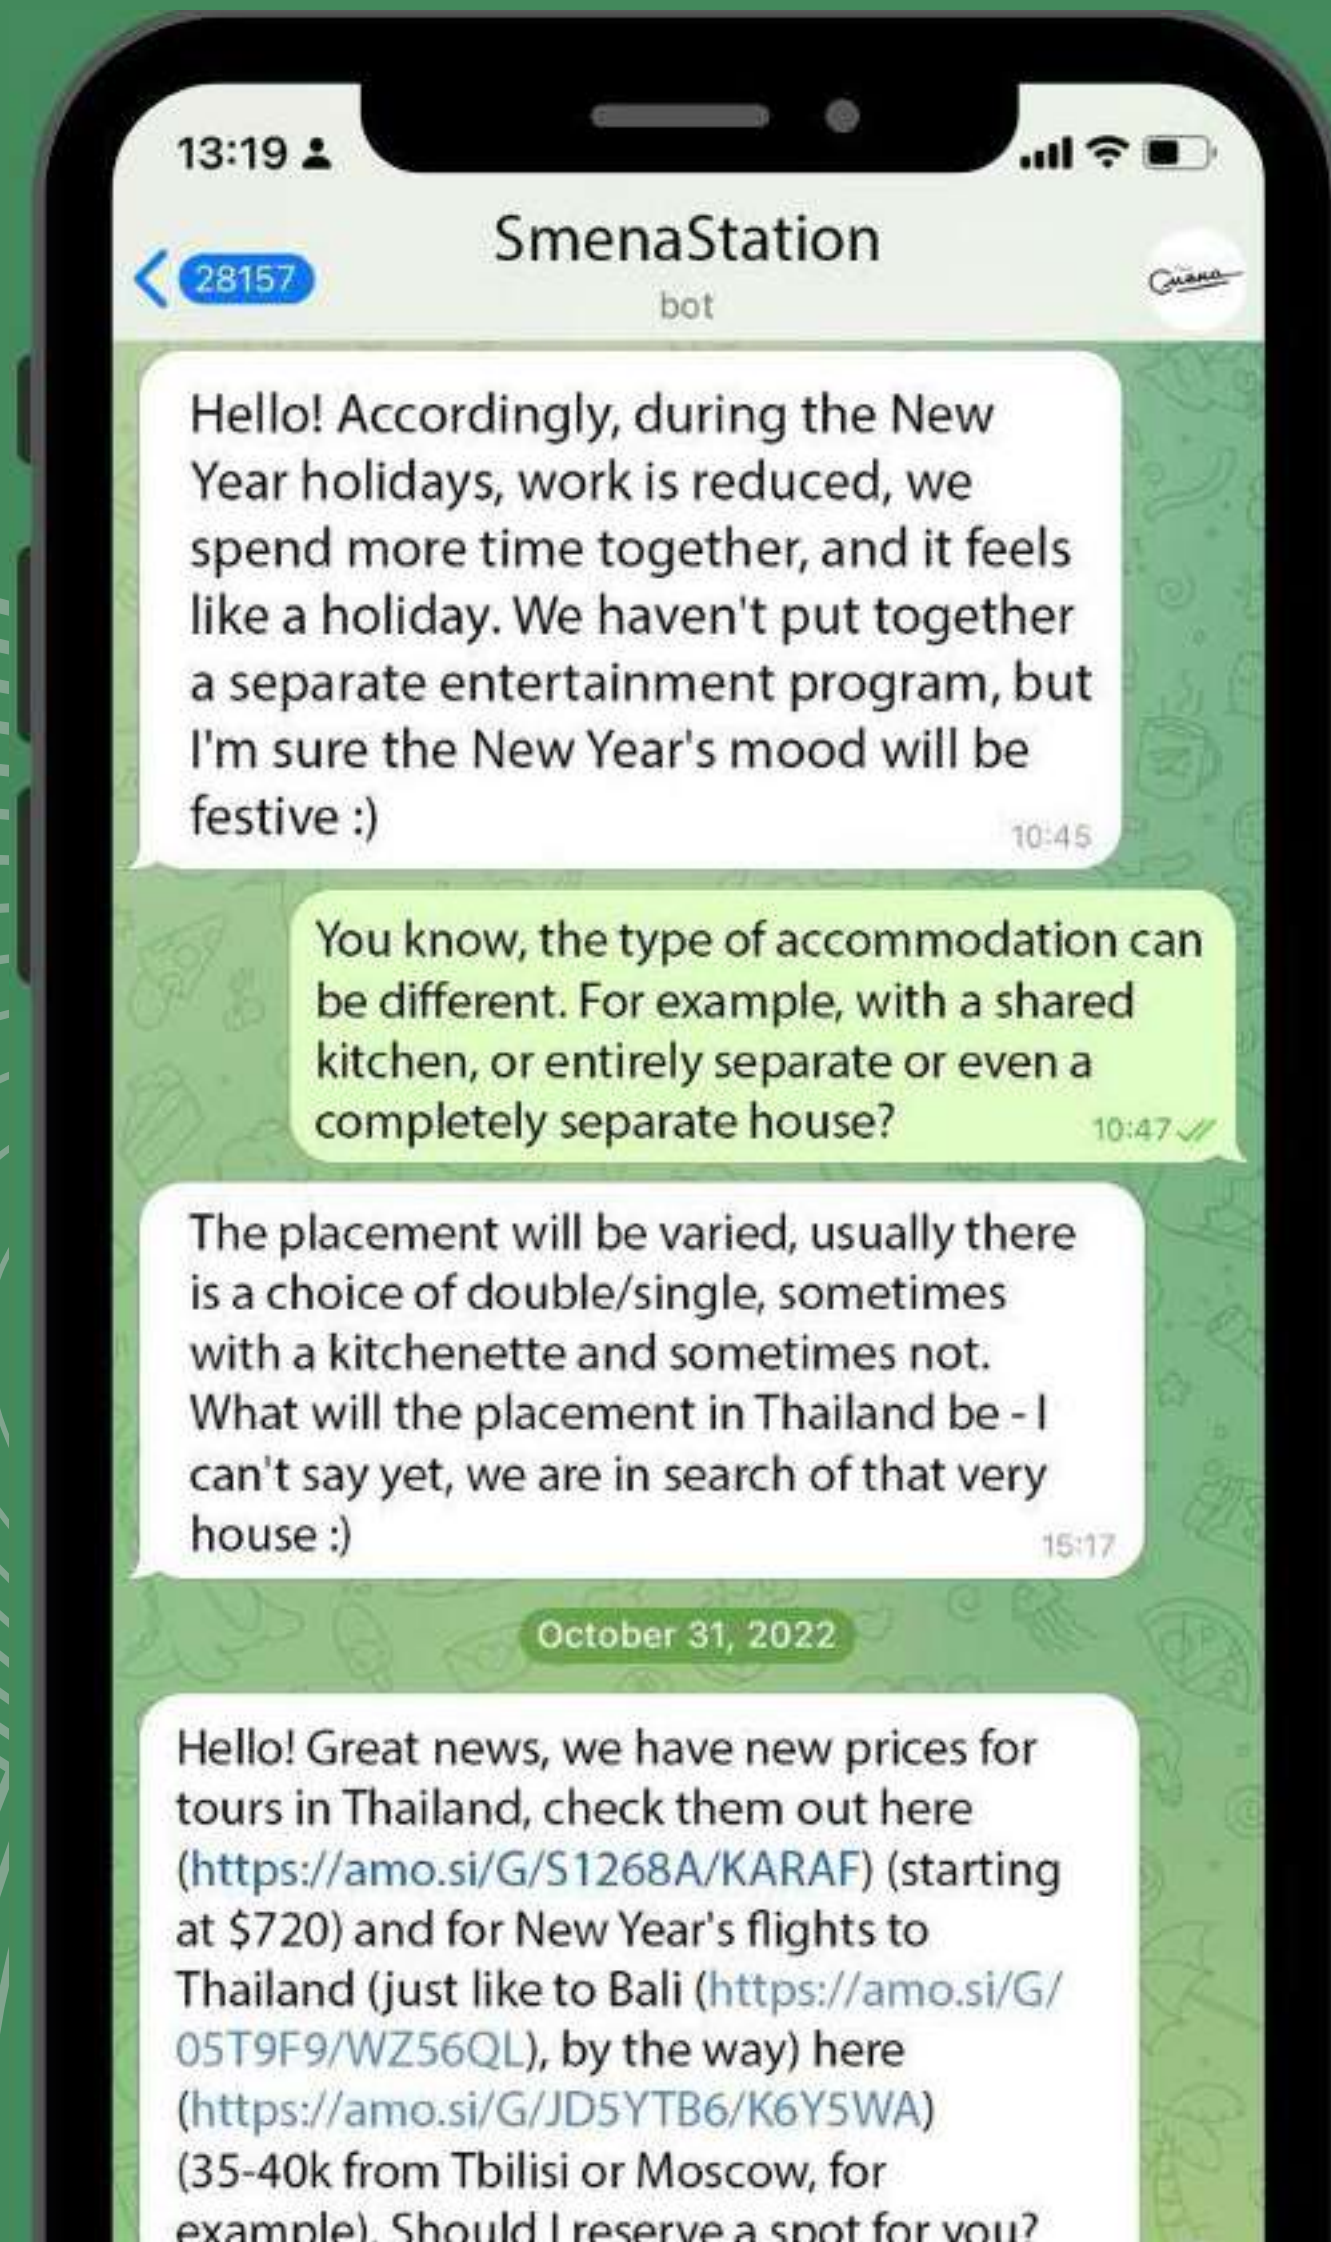 13:19
28157
SmenaStation
bot
Смена
Hello! Accordingly, during the New
Year holidays, work is reduced, we
spend more time together, and it feels
like a holiday. We haven't put together
a separate entertainment program, but
I'm sure the New Year's mood will be
festive :)
10:45
You know, the type of accommodation can
be different. For example, with a shared
kitchen, or entirely separate or even a
completely separate house?
10:47
The placement will be varied, usually there
is a choice of double/single, sometimes
with a kitchenette and sometimes not.
What will the placement in Thailand be - I
can't say yet, we are in search of that very
house :)
15:17
October 31, 2022
Hello! Great news, we have new prices for
tours in Thailand, check them out here
(https://amo.si/G/S1268A/KARAF) (starting
at $720) and for New Year's flights to
Thailand (just like to Bali (https://amo.si/G/
05T9F9/WZ56QL), by the way) here
(https://amo.si/G/JD5YTB6/K6Y5WA)
(35-40k from Tbilisi or Moscow, for
example). Should I reserve a spot for you?